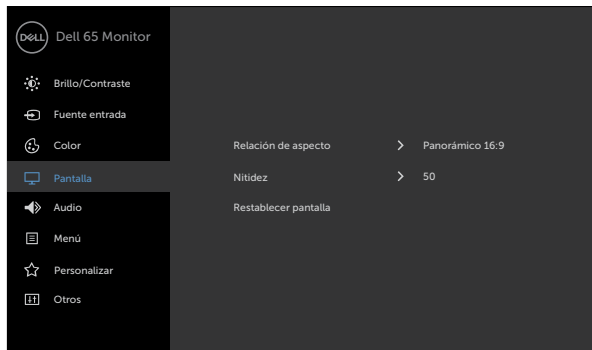 DELL Dell 65 Monitor
Brillo/Contraste
Fuente entrada
Color
Relación de aspecto > Panorámico 16:9
Pantalla
Nitidez > 50
Audio
Restablecer pantalla
Menú
Personalizar
Otros